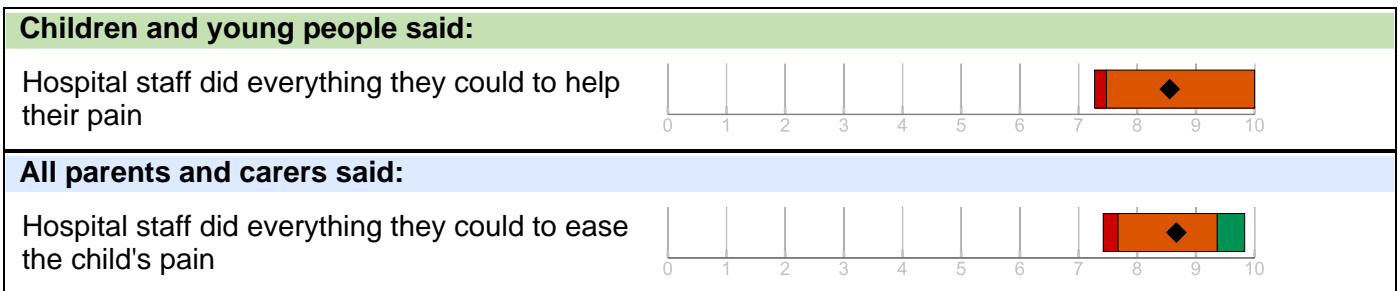 Children and young people said:
Hospital staff did everything they could to help
their pain
0 1 2 3 4 5 6 7 8 9 10
All parents and carers said:
Hospital staff did everything they could to ease
the child's pain
0 1 2 3 4 5 6 7 8 9 10